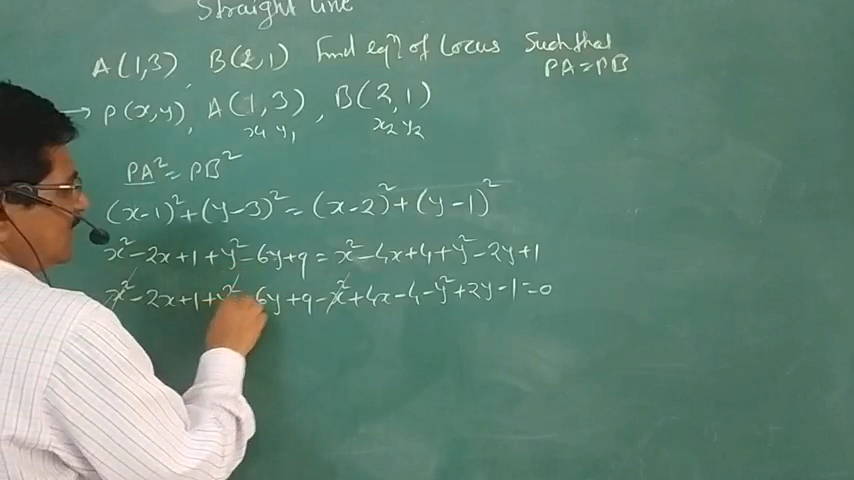 Straight line
A(1,3), B(2,1) Find eqn of Locus Such that
PA=PB
→ P(x,y), A(1,3), B(2,1)
x1 y1 x2 y2
PA²=PB²
(x-1)²+(y-3)²=(x-2)²+(y-1)²
x²-2x+1+y²-6y+9=x²-4x+4+y²-2y+1
x²-2x+1+y²-6y+9-x²+4x-4-y²+2y-1=0